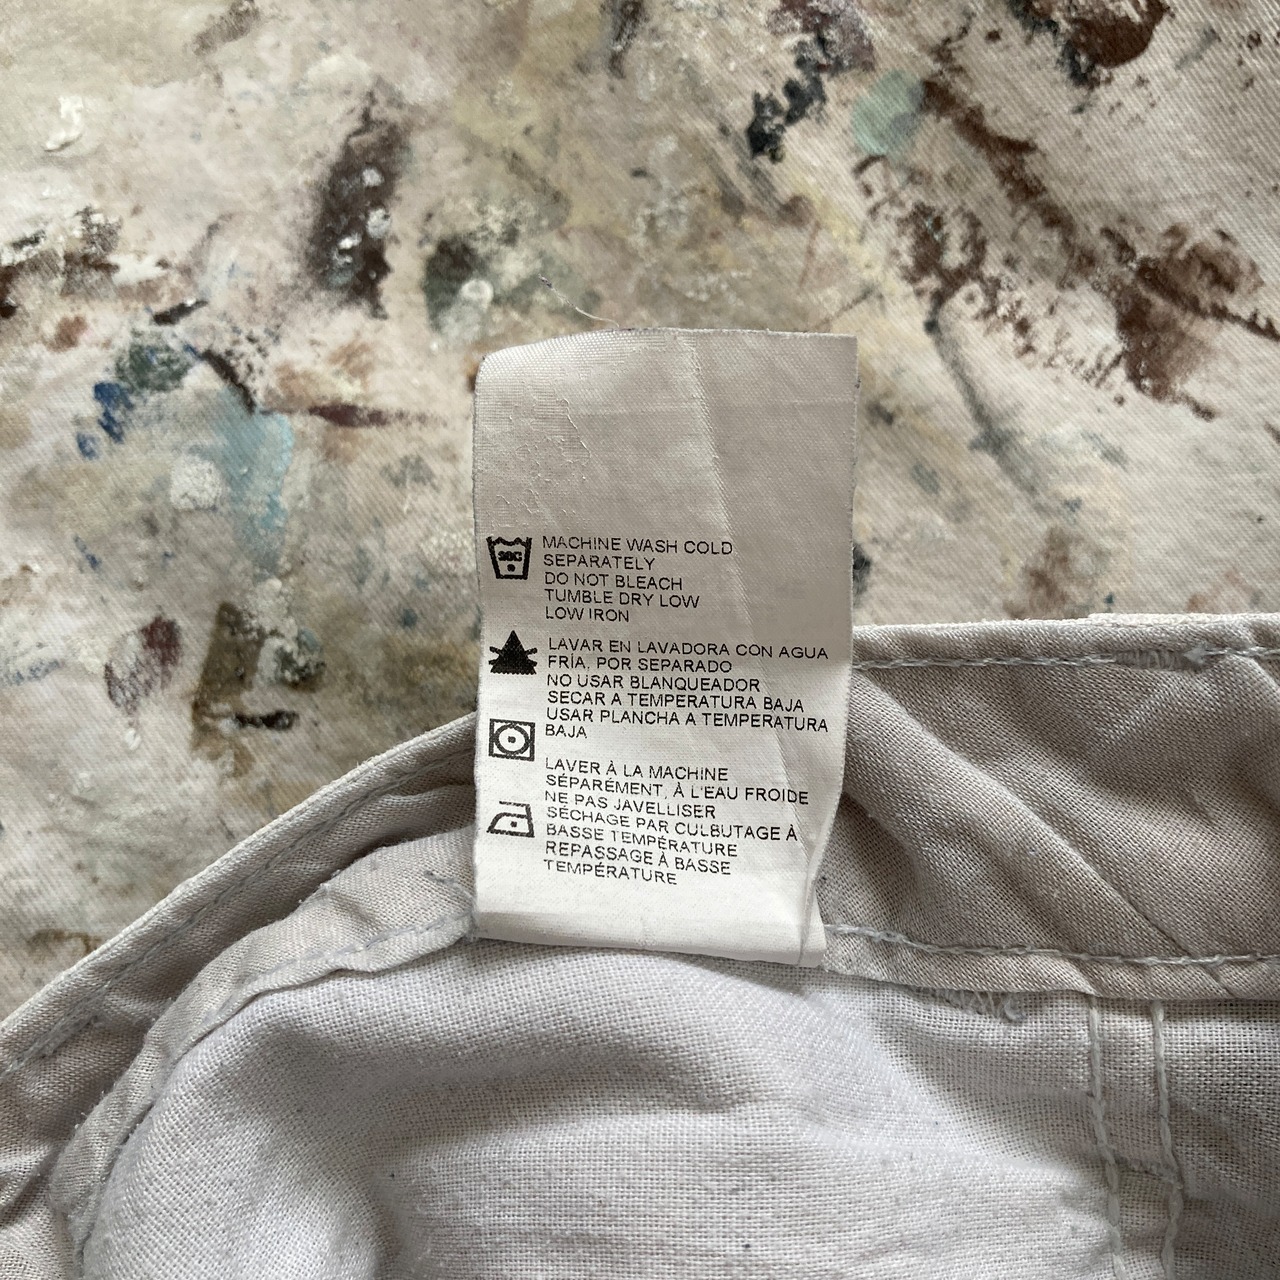 30C
MACHINE WASH COLD
SEPARATELY
DO NOT BLEACH
TUMBLE DRY LOW
LOW IRON
LAVAR EN LAVADORA CON AGUA
FRÍA, POR SEPARADO
NO USAR BLANQUEADOR
SECAR A TEMPERATURA BAJA
USAR PLANCHA A TEMPERATURA
BAJA
LAVER À LA MACHINE
SÉPARÉMENT, À L'EAU FROIDE
NE PAS JAVELLISER
SÉCHAGE PAR CULBUTAGE À
BASSE TEMPÉRATURE
REPASSAGE À BASSE
TEMPÉRATURE